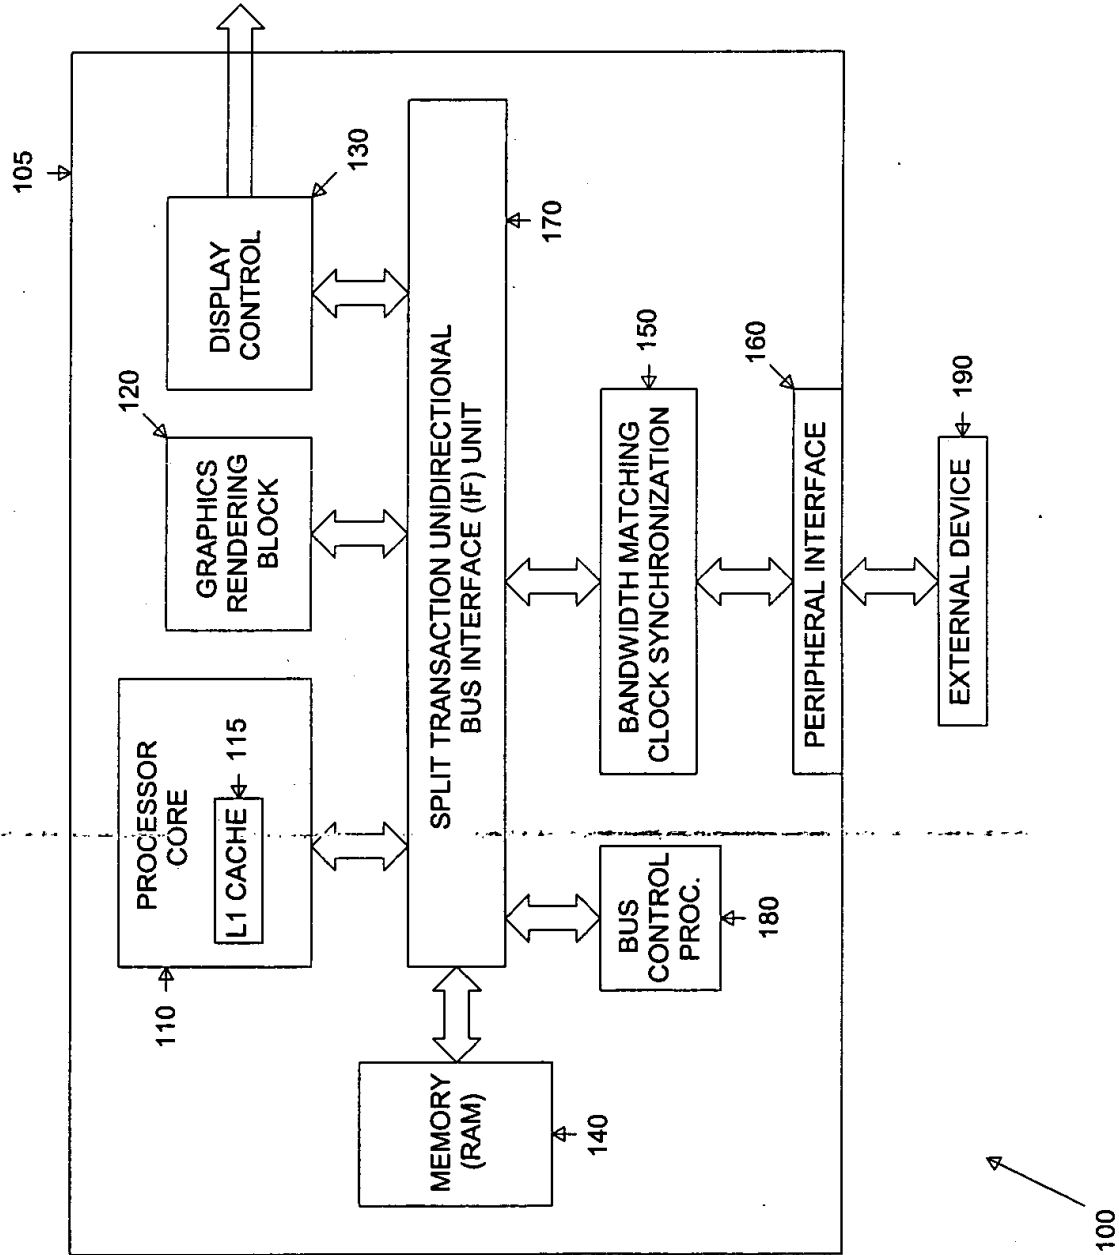 105
110
PROCESSOR
CORE
L1 CACHE
115
120
GRAPHICS
RENDERING
BLOCK
DISPLAY
CONTROL
130
MEMORY
(RAM)
140
SPLIT TRANSACTION UNIDIRECTIONAL
BUS INTERFACE (IF) UNIT
170
BUS
CONTROL
PROC.
180
BANDWIDTH MATCHING
CLOCK SYNCHRONIZATION
150
PERIPHERAL INTERFACE
160
EXTERNAL DEVICE
190
100